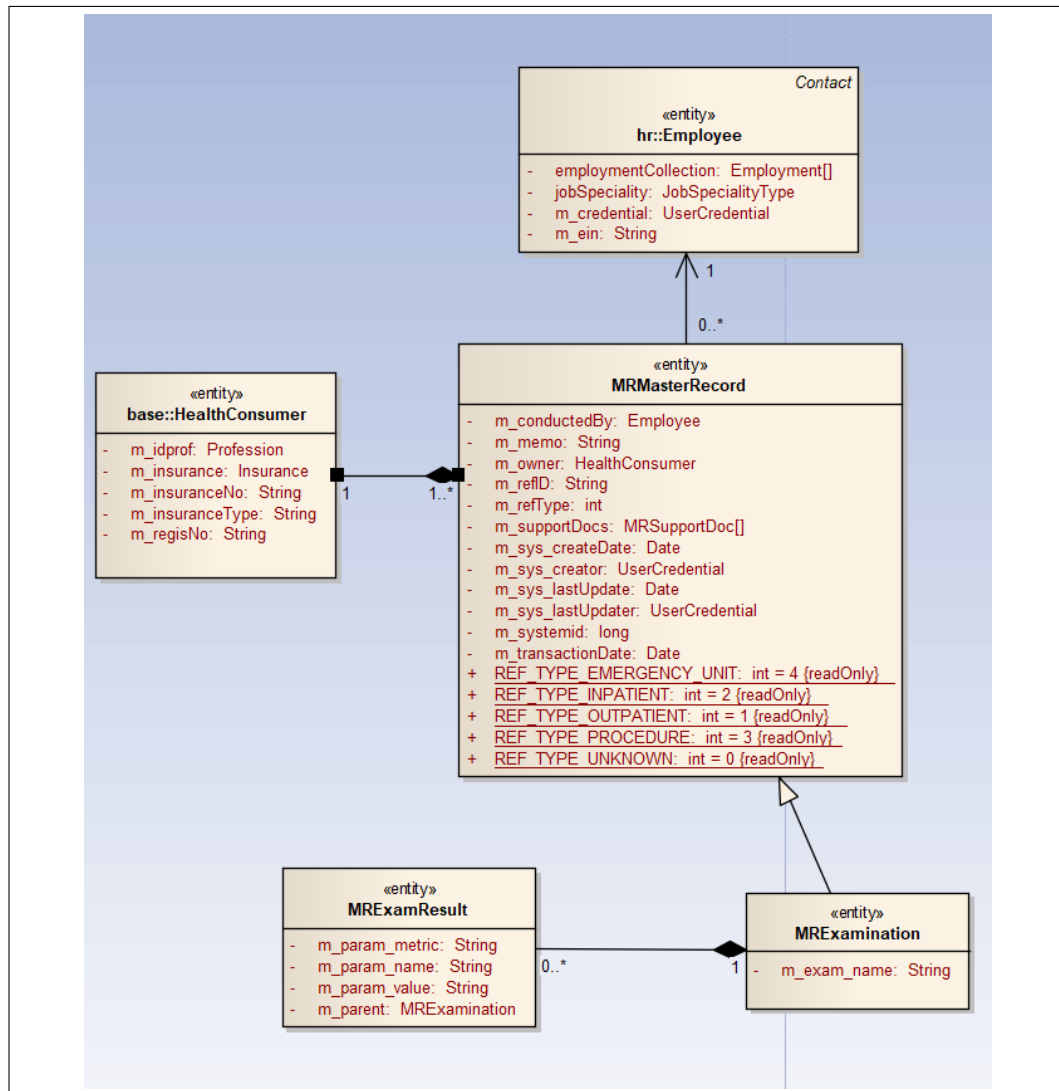 Contact
«entity»
hr::Employee
- employmentCollection: Employment[]
- jobSpeciality: JobSpecialityType
- m_credential: UserCredential
- m_ein: String
1
0..*
«entity»
MRMasterRecord
- m_conductedBy: Employee
- m_memo: String
- m_owner: HealthConsumer
- m_refID: String
- m_refType: int
- m_supportDocs: MRSupportDoc[]
- m_sys_createDate: Date
- m_sys_creator: UserCredential
- m_sys_lastUpdate: Date
- m_sys_lastUpdater: UserCredential
- m_systemid: long
- m_transactionDate: Date
+ REF_TYPE_EMERGENCY_UNIT: int = 4 {readOnly}
+ REF_TYPE_INPATIENT: int = 2 {readOnly}
+ REF_TYPE_OUTPATIENT: int = 1 {readOnly}
+ REF_TYPE_PROCEDURE: int = 3 {readOnly}
+ REF_TYPE_UNKNOWN: int = 0 {readOnly}
«entity»
base::HealthConsumer
- m_idprof: Profession
- m_insurance: Insurance
- m_insuranceNo: String
- m_insuranceType: String
- m_regisNo: String
1
1..*
«entity»
MRExamResult
- m_param_metric: String
- m_param_name: String
- m_param_value: String
- m_parent: MRExamination
0..*
1
«entity»
MRExamination
- m_exam_name: String